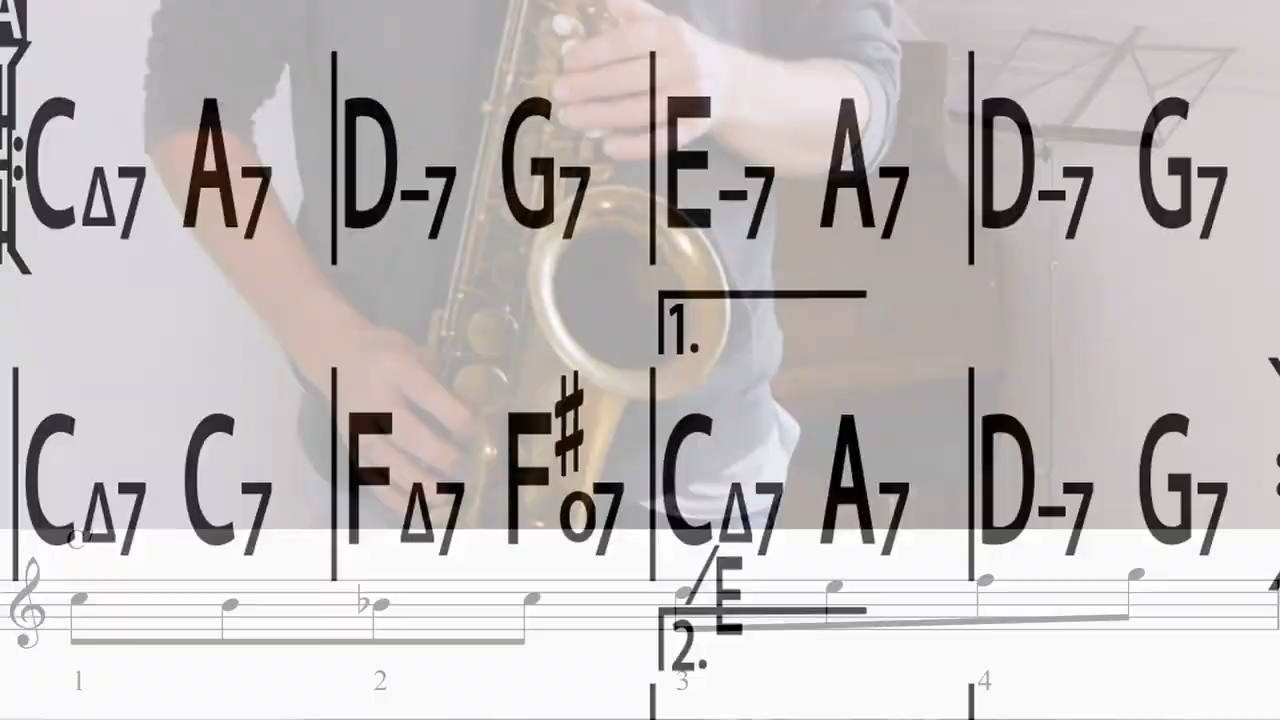 A
CΔ7 A7 D-7 G7 E-7 A7 D-7 G7
1.
CΔ7 C7 FΔ7 F#o7 CΔ7/E A7 D-7 G7
2.
1 2 3 4